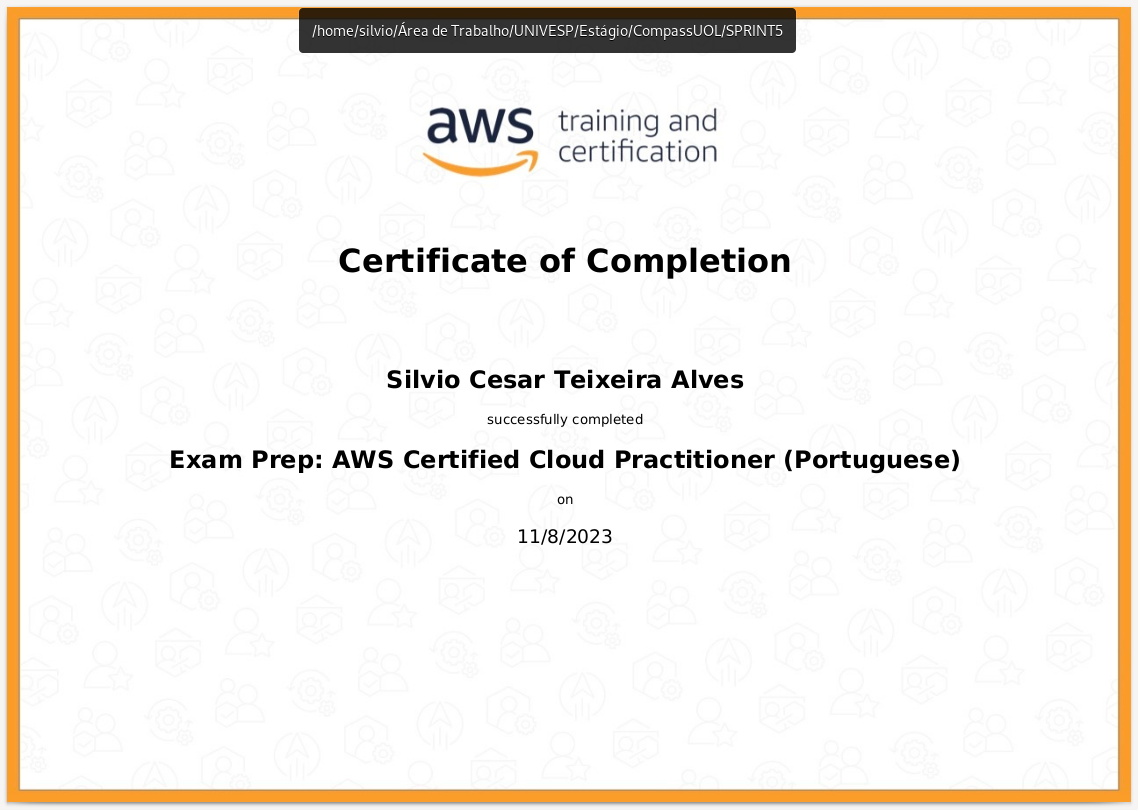 /home/silvio/Área de Trabalho/UNIVESP/Estágio/CompassUOL/SPRINT5
aws training and
certification
Certificate of Completion
Silvio Cesar Teixeira Alves
successfully completed
Exam Prep: AWS Certified Cloud Practitioner (Portuguese)
on
11/8/2023